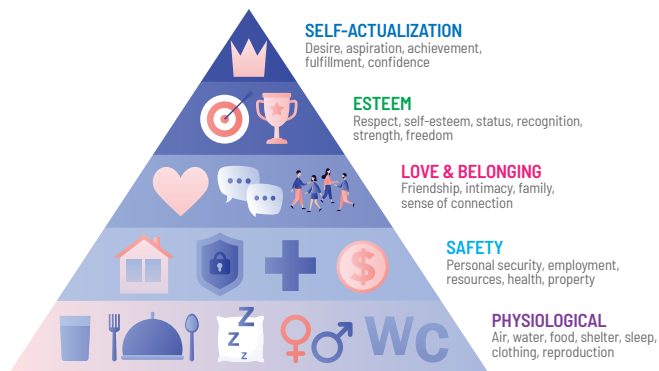 SELF-ACTUALIZATION
Desire, aspiration, achievement,
fulfillment, confidence
ESTEEM
Respect, self-esteem, status, recognition,
strength, freedom
LOVE & BELONGING
Friendship, intimacy, family,
sense of connection
SAFETY
Personal security, employment,
resources, health, property
$
PHYSIOLOGICAL
Air, water, food, shelter, sleep,
clothing, reproduction
Z
Z
Z
Wc